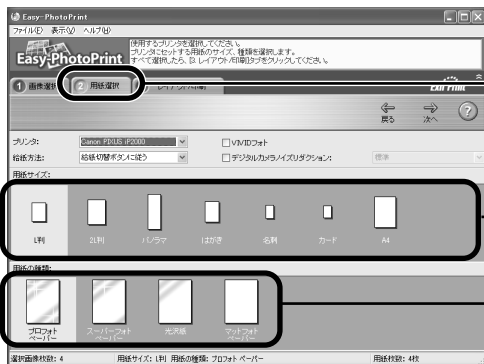 Easy-PhotoPrint
ファイル(F) 表示(V) ヘルプ(H)
Easy-PhotoPrint
使用するプリンタを選択してください。
プリンタにセットする用紙のサイズ、種類を選択します。
すべて選択したら、[3. レイアウト/印刷]タブをクリックしてください。
1 画像選択 2 用紙選択 レイアウト/印刷
Exif Print
戻る 次へ ?
プリンタ: Canon PIXUS iP2000 VIVIDフォト
給紙方法: 給紙切替ボタンに従う デジタルカメラノイズリダクション: 標準
用紙サイズ:
L判 2L判 パノラマ はがき 名刺 カード A4
用紙の種類:
プロフォト ペーパー スーパーフォト ペーパー 光沢紙 マットフォト ペーパー
選択画像枚数: 4 用紙サイズ: L判 用紙の種類: プロフォト ペーパー 用紙枚数: 4枚